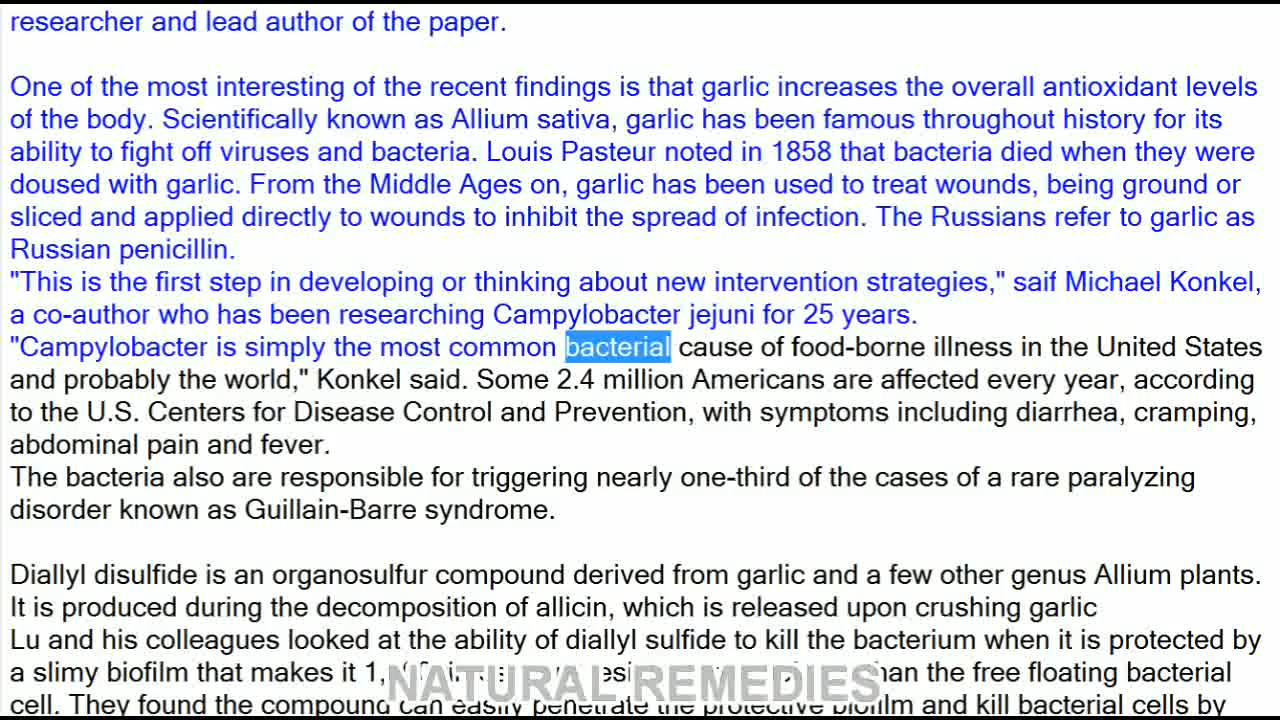 researcher and lead author of the paper.
One of the most interesting of the recent findings is that garlic increases the overall antioxidant levels
of the body. Scientifically known as Allium sativa, garlic has been famous throughout history for its
ability to fight off viruses and bacteria. Louis Pasteur noted in 1858 that bacteria died when they were
doused with garlic. From the Middle Ages on, garlic has been used to treat wounds, being ground or
sliced and applied directly to wounds to inhibit the spread of infection. The Russians refer to garlic as
Russian penicillin.
"This is the first step in developing or thinking about new intervention strategies," saif Michael Konkel,
a co-author who has been researching Campylobacter jejuni for 25 years.
"Campylobacter is simply the most common bacterial cause of food-borne illness in the United States
and probably the world," Konkel said. Some 2.4 million Americans are affected every year, according
to the U.S. Centers for Disease Control and Prevention, with symptoms including diarrhea, cramping,
abdominal pain and fever.
The bacteria also are responsible for triggering nearly one-third of the cases of a rare paralyzing
disorder known as Guillain-Barre syndrome.
Diallyl disulfide is an organosulfur compound derived from garlic and a few other genus Allium plants.
It is produced during the decomposition of allicin, which is released upon crushing garlic
Lu and his colleagues looked at the ability of diallyl sulfide to kill the bacterium when it is protected by
a slimy biofilm that makes it than the free floating bacterial
NATURAL REMEDIES
cell. They found the compound can easily penetrate the protective biofilm and kill bacterial cells by